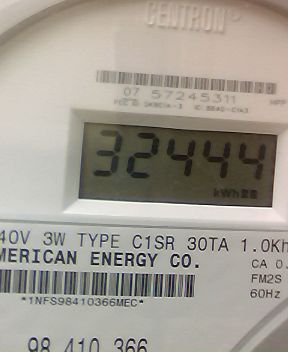 CENTRON®
07 57245311
32444
kWh
40V 3W TYPE C1SR 30TA 1.0Kh
MERICAN ENERGY CO.
CA 0.
FM2S
60Hz
*1NFS98410366MEC*
98 410 366